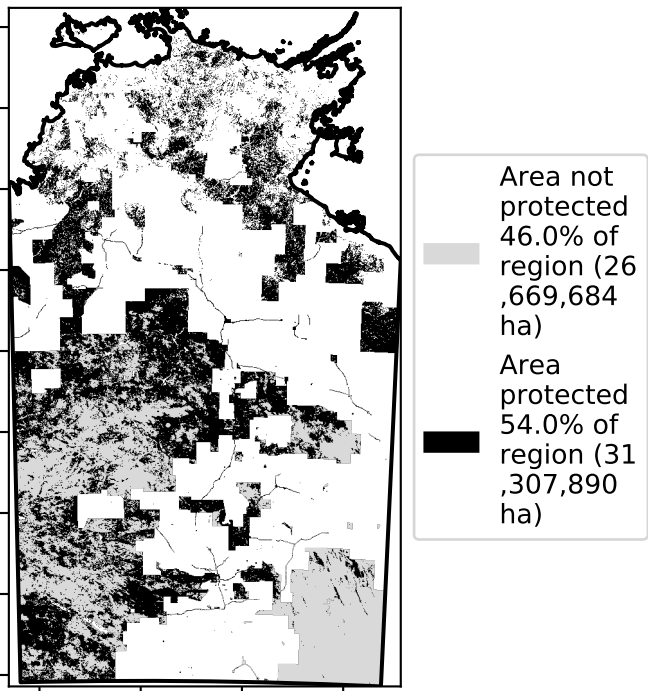 Area not
protected
46.0% of
region (26
,669,684
ha)
Area
protected
54.0% of
region (31
,307,890
ha)